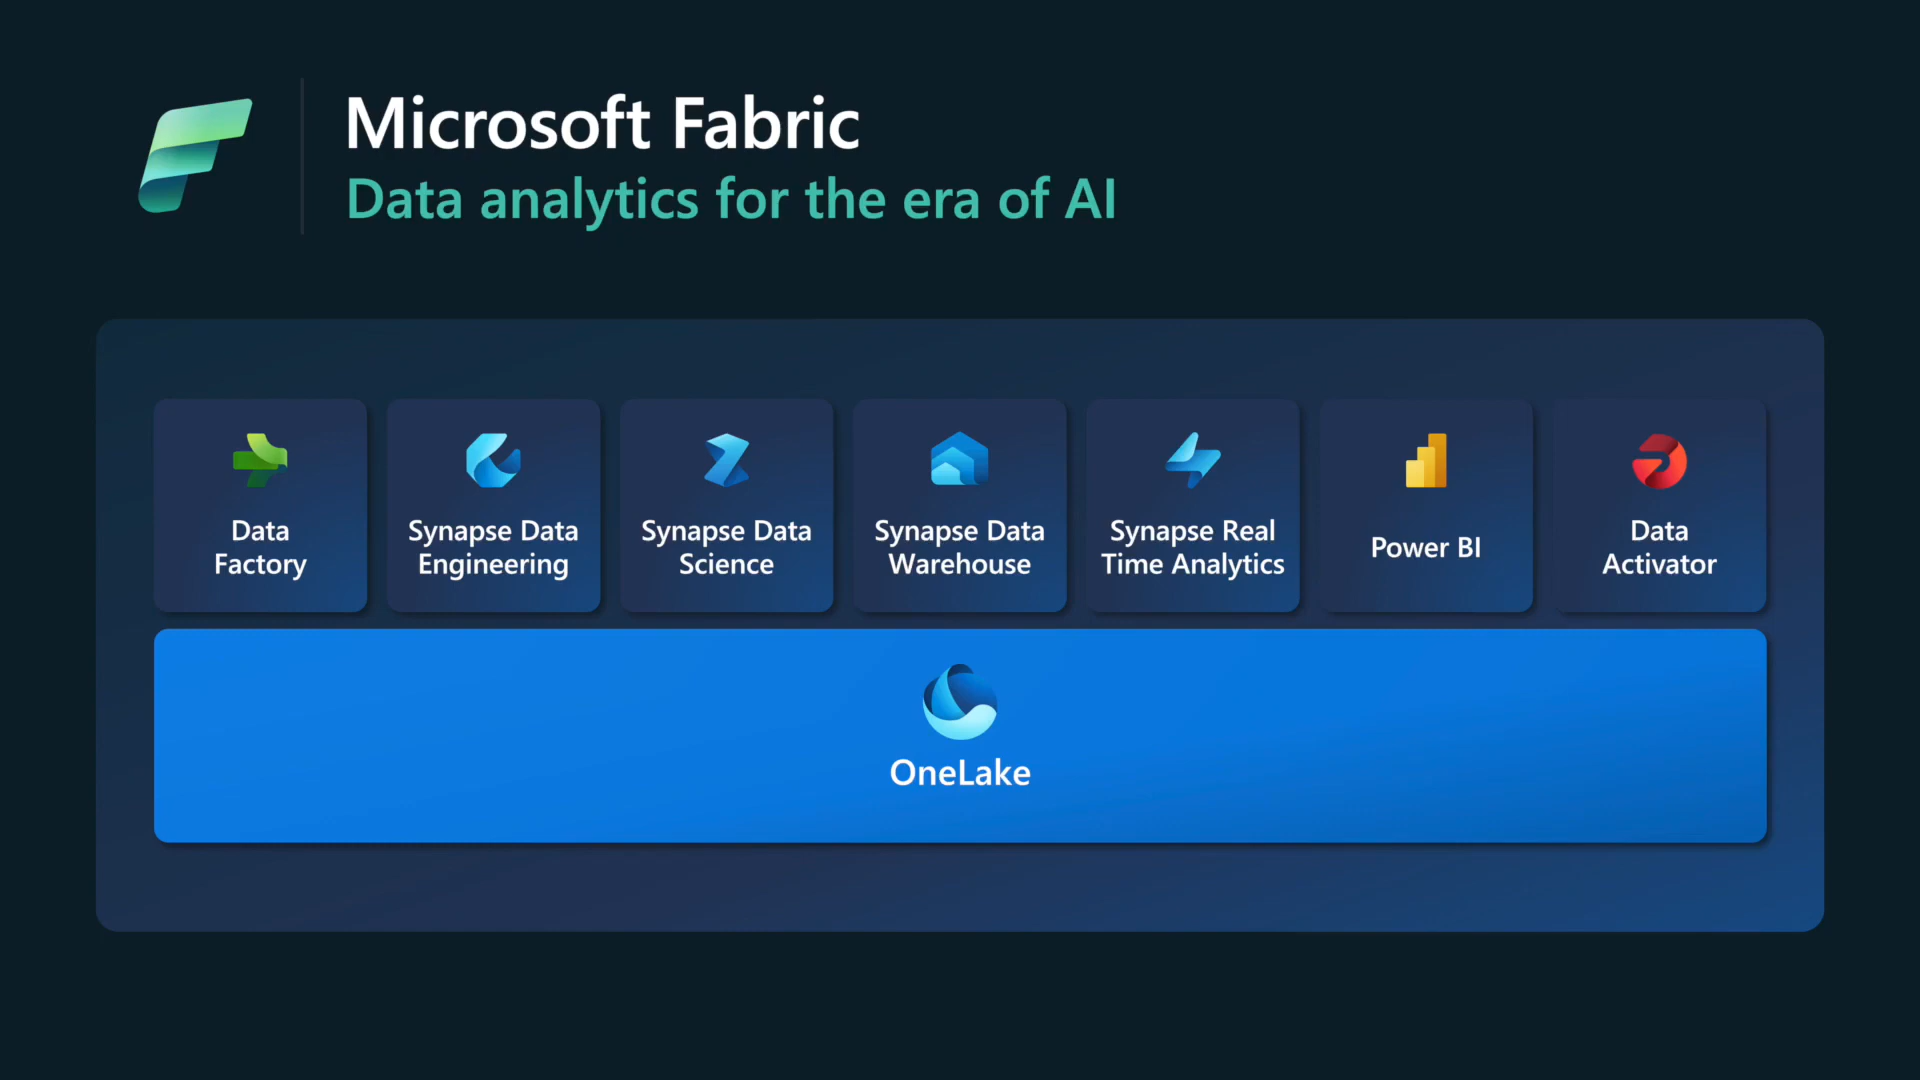 Microsoft Fabric
Data analytics for the era of AI
Data
Factory
Synapse Data
Engineering
Synapse Data
Science
Synapse Data
Warehouse
Synapse Real
Time Analytics
Power BI
Data
Activator
OneLake